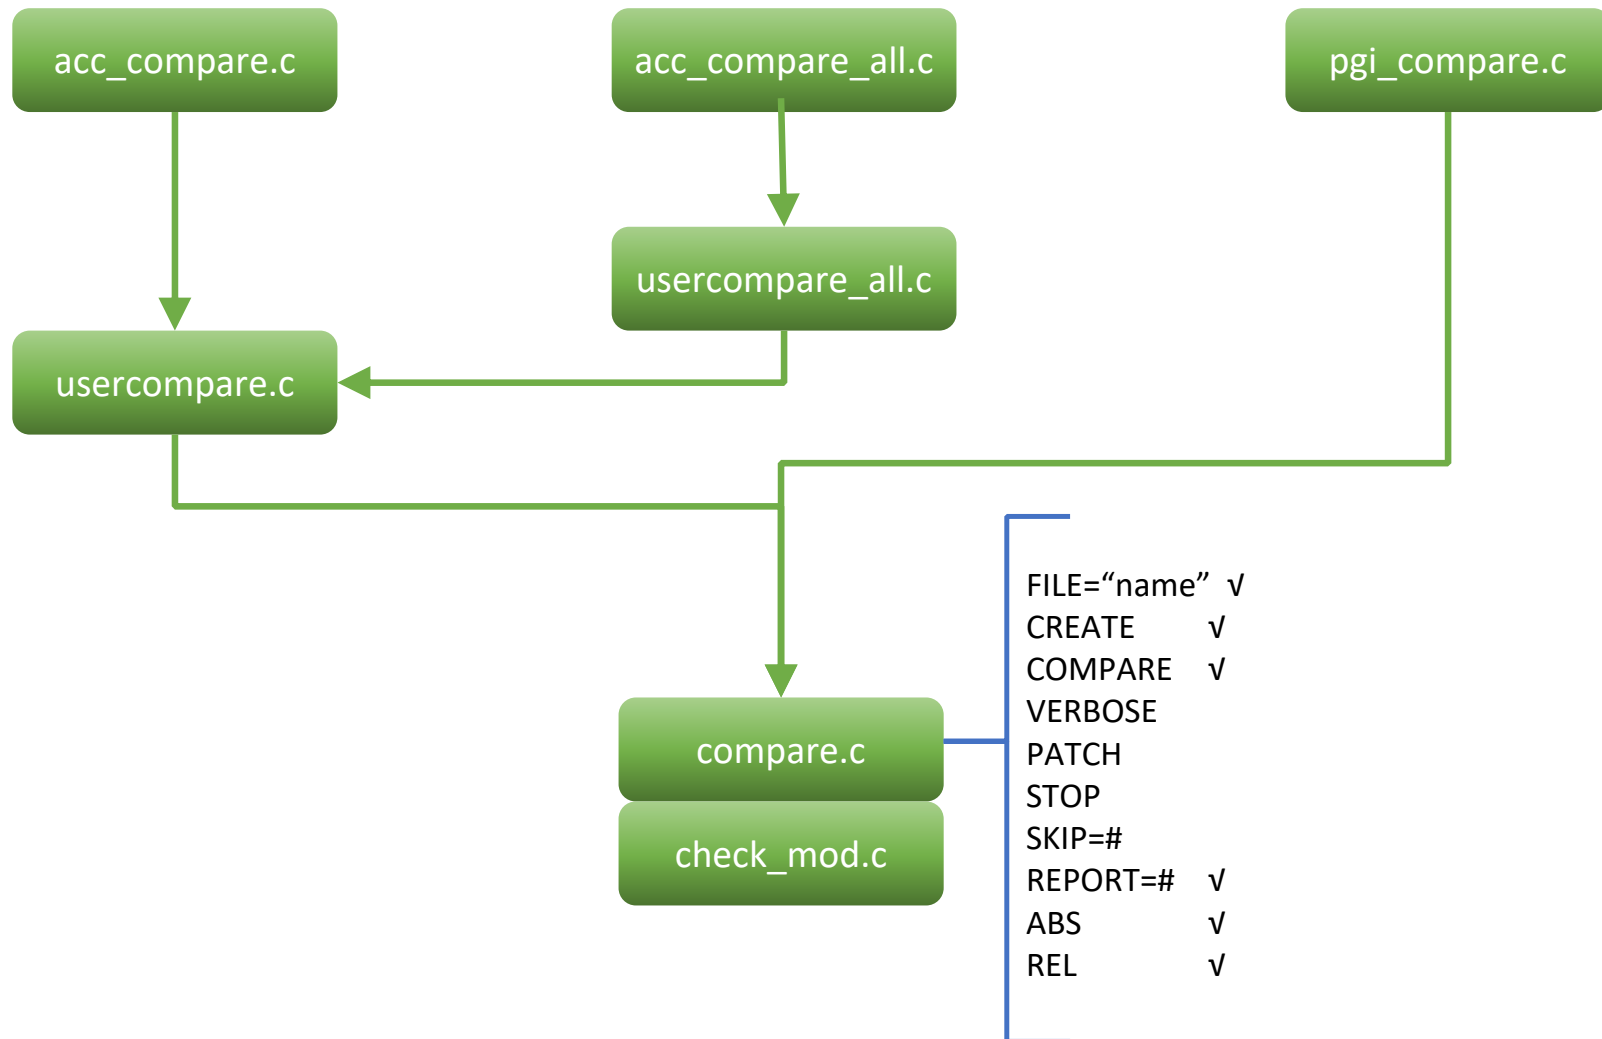 acc_compare.c
acc_compare_all.c
pgi_compare.c
usercompare_all.c
usercompare.c
compare.c
check_mod.c
FILE=“name” √
CREATE √
COMPARE √
VERBOSE
PATCH
STOP
SKIP=#
REPORT=# √
ABS √
REL √